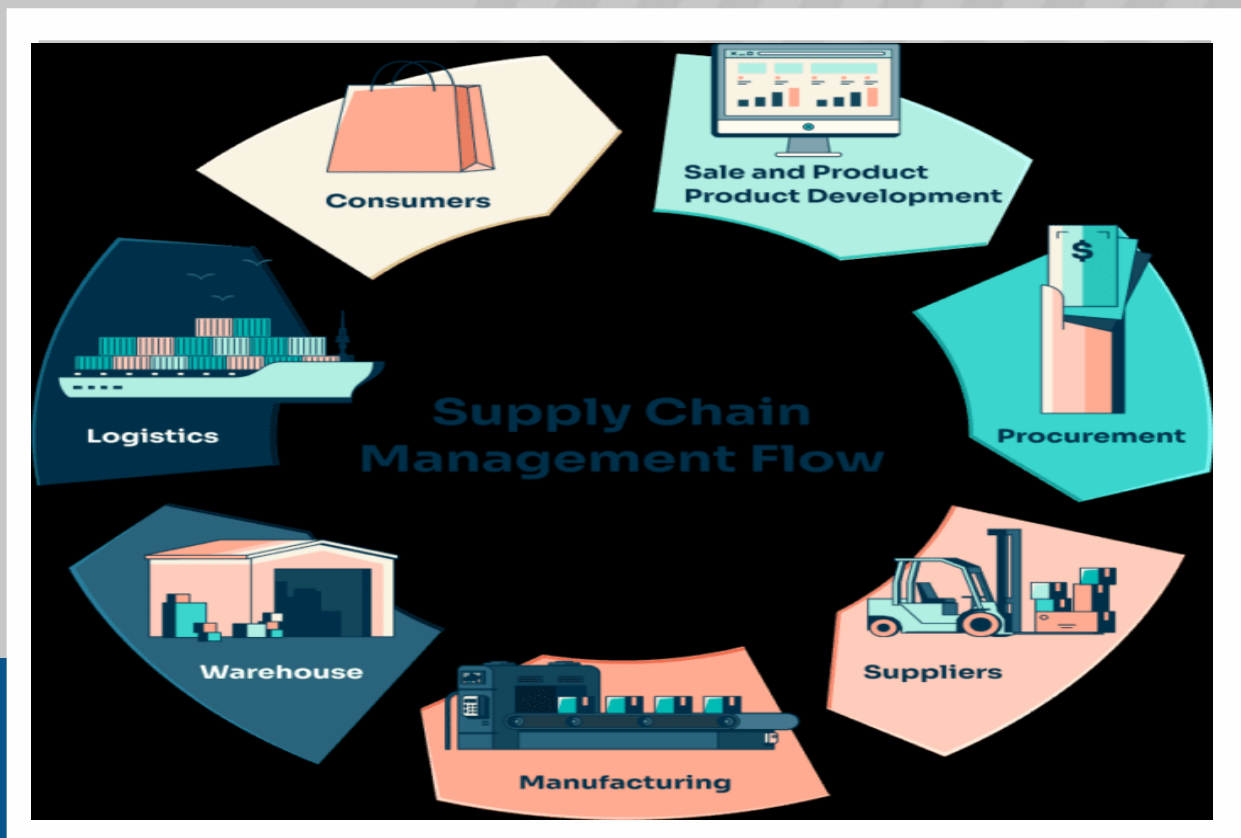 Supply Chain
Management Flow
Sale and Product
Product Development
$
Procurement
Suppliers
Manufacturing
Warehouse
Logistics
Consumers